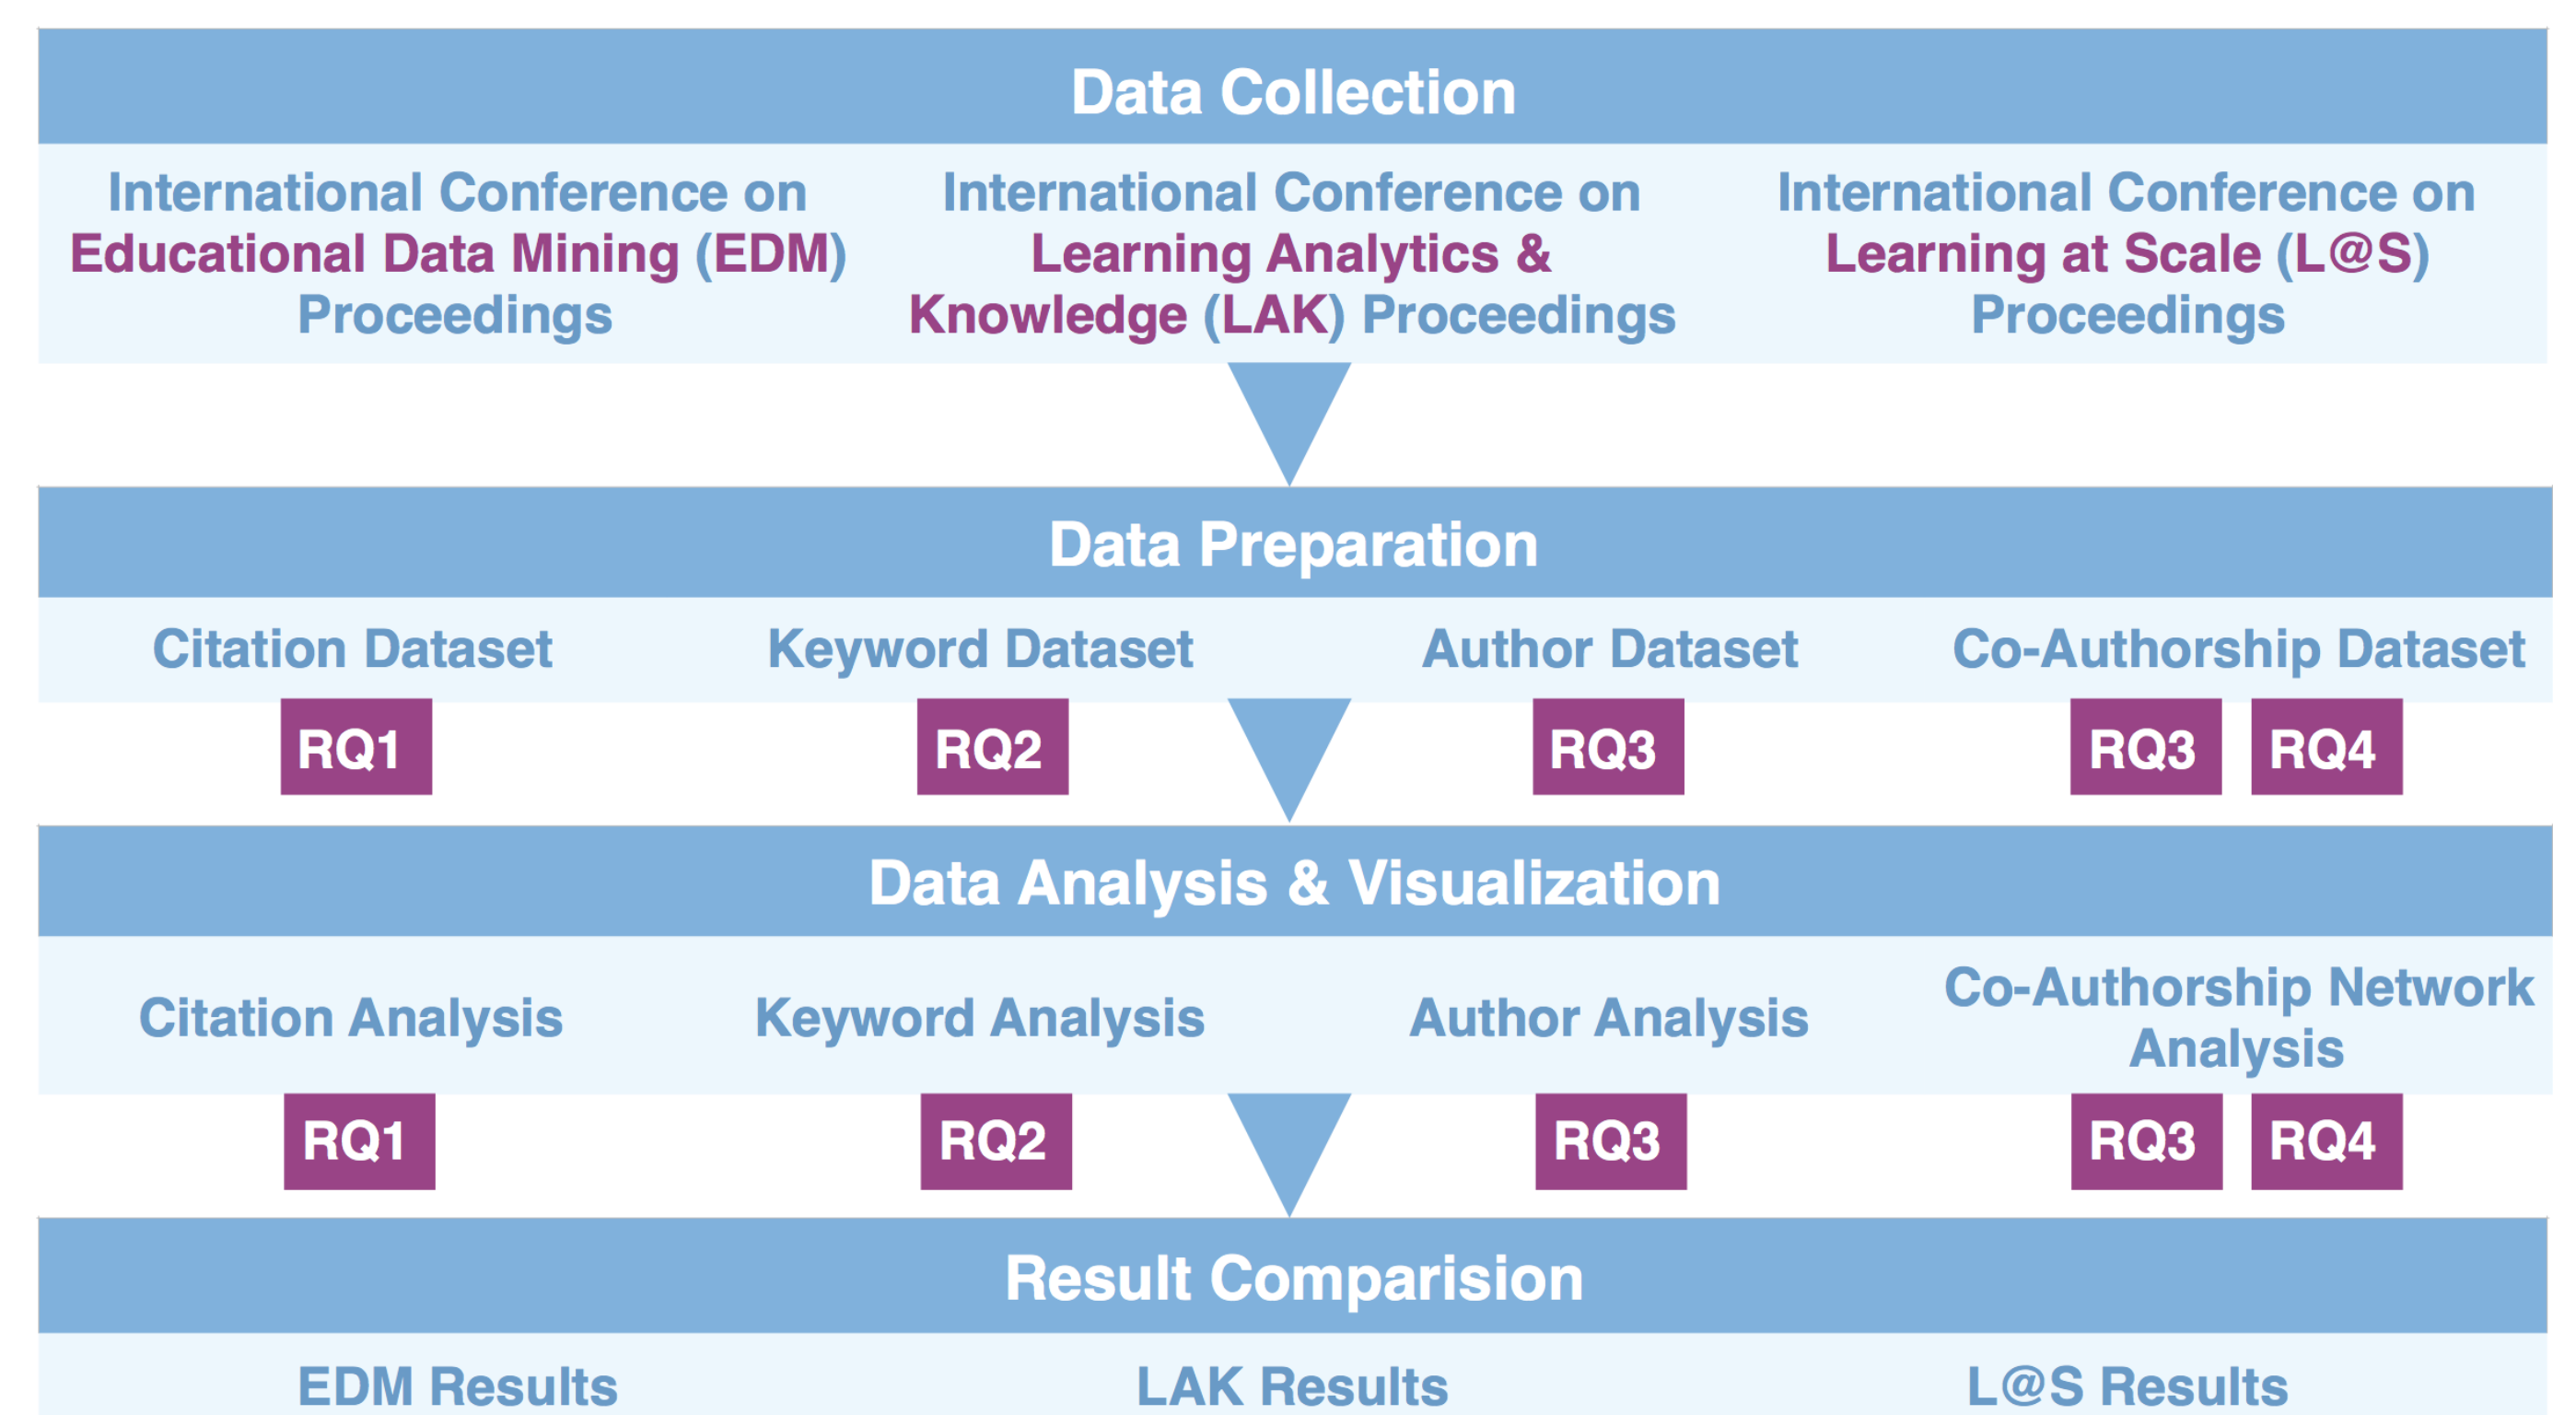 Data Collection
International Conference on
Educational Data Mining (EDM)
Proceedings
International Conference on
Learning Analytics &
Knowledge (LAK) Proceedings
International Conference on
Learning at Scale (L@S)
Proceedings
Data Preparation
Citation Dataset
Keyword Dataset
Author Dataset
Co-Authorship Dataset
RQ1
RQ2
RQ3
RQ3
RQ4
Data Analysis & Visualization
Citation Analysis
Keyword Analysis
Author Analysis
Co-Authorship Network
Analysis
RQ1
RQ2
RQ3
RQ3
RQ4
Result Comparision
EDM Results
LAK Results
L@S Results